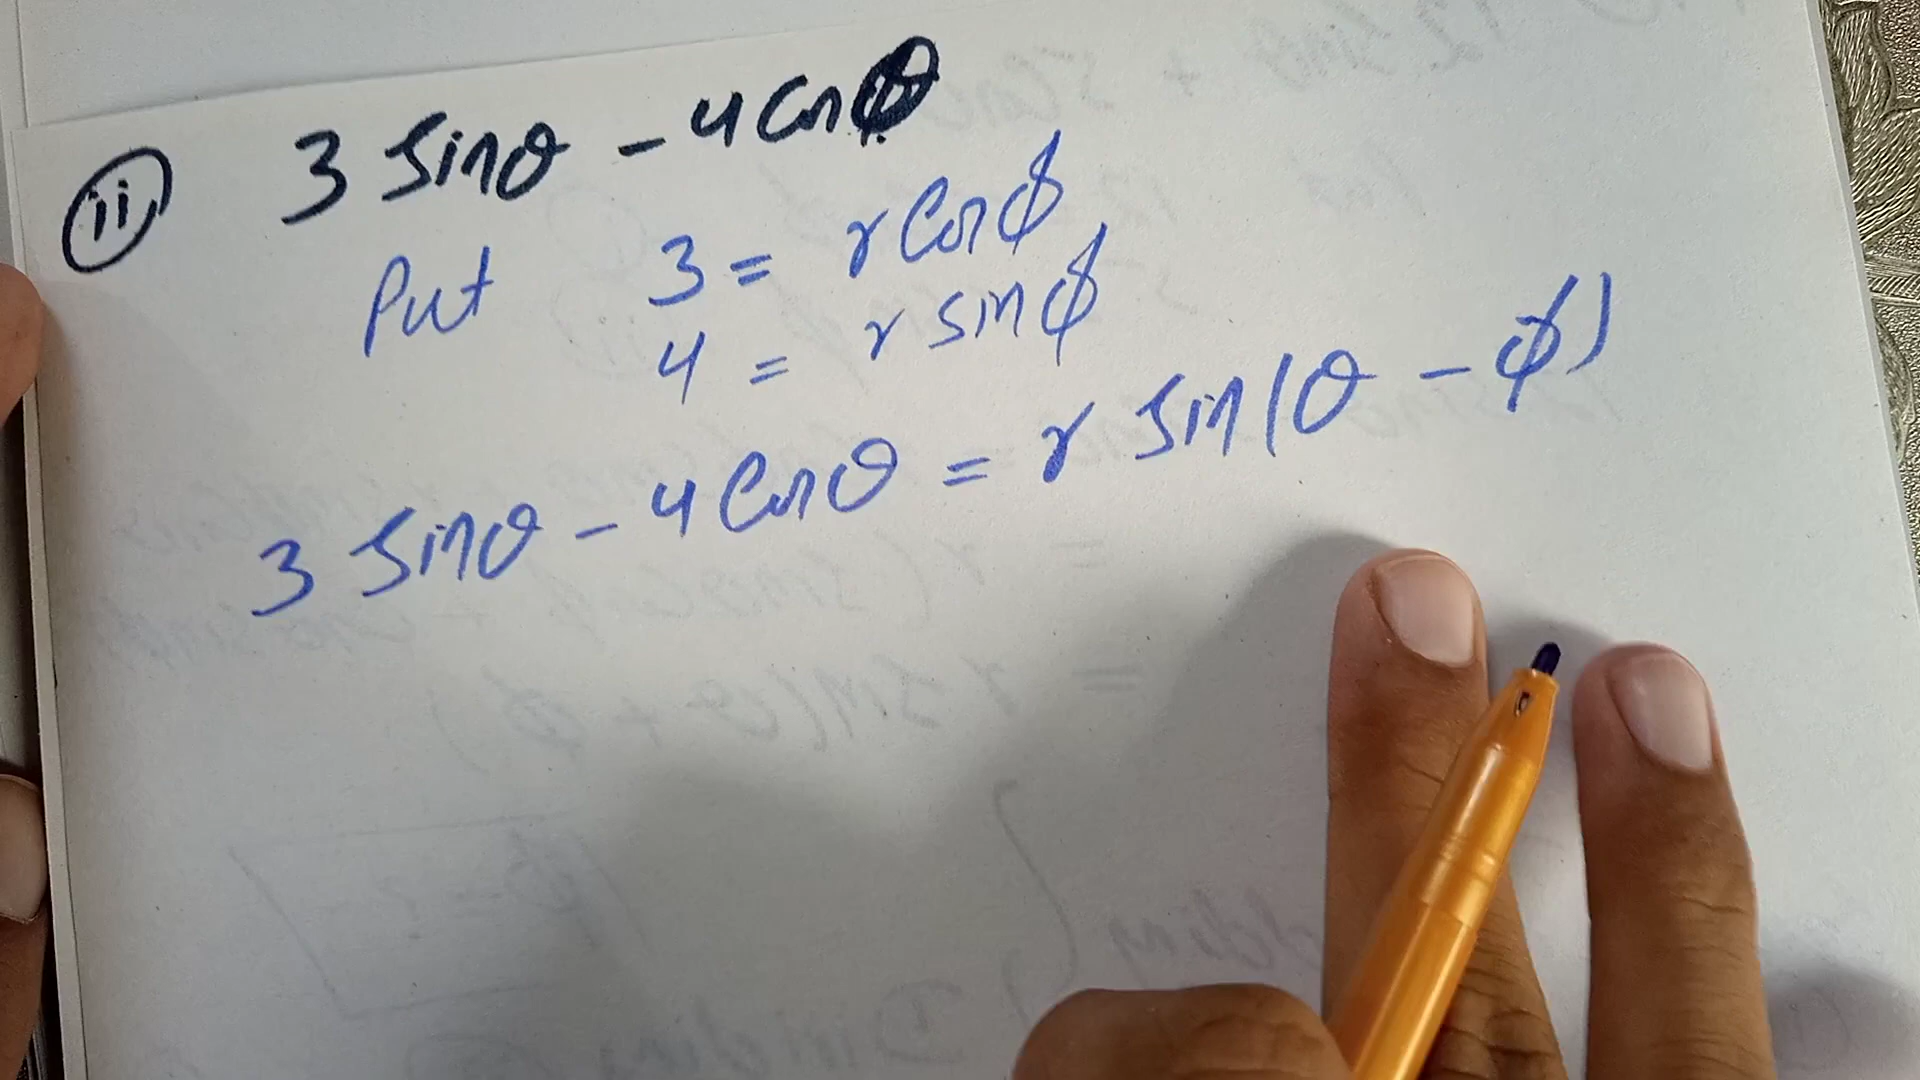 ii 3 sinθ - 4 Cosθ
Put 3 = r Cosϕ
4 = r sinϕ
3 sinθ - 4 Cosθ = r sin(θ - ϕ)